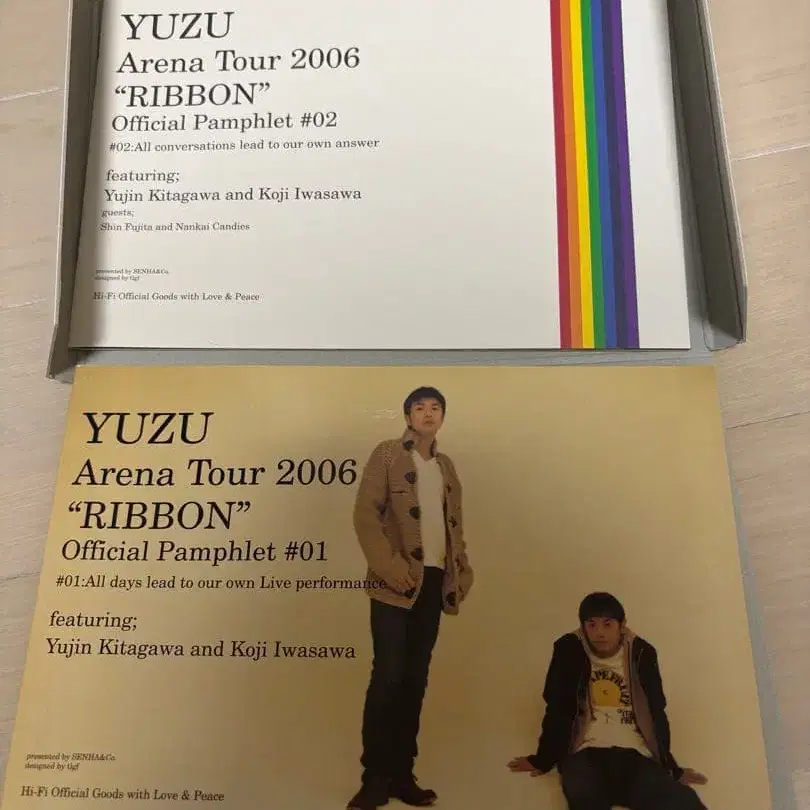 YUZU
Arena Tour 2006
“RIBBON”
Official Pamphlet #02
#02:All conversations lead to our own answer
featuring;
Yujin Kitagawa and Koji Iwasawa
guests;
Shin Fujita and Nankai Candies
presented by SENHA&Co.
designed by tgf
Hi-Fi Official Goods with Love & Peace
YUZU
Arena Tour 2006
“RIBBON”
Official Pamphlet #01
#01:All days lead to our own Live performance
featuring;
Yujin Kitagawa and Koji Iwasawa
presented by SENHA&Co.
designed by tgf
Hi-Fi Official Goods with Love & Peace